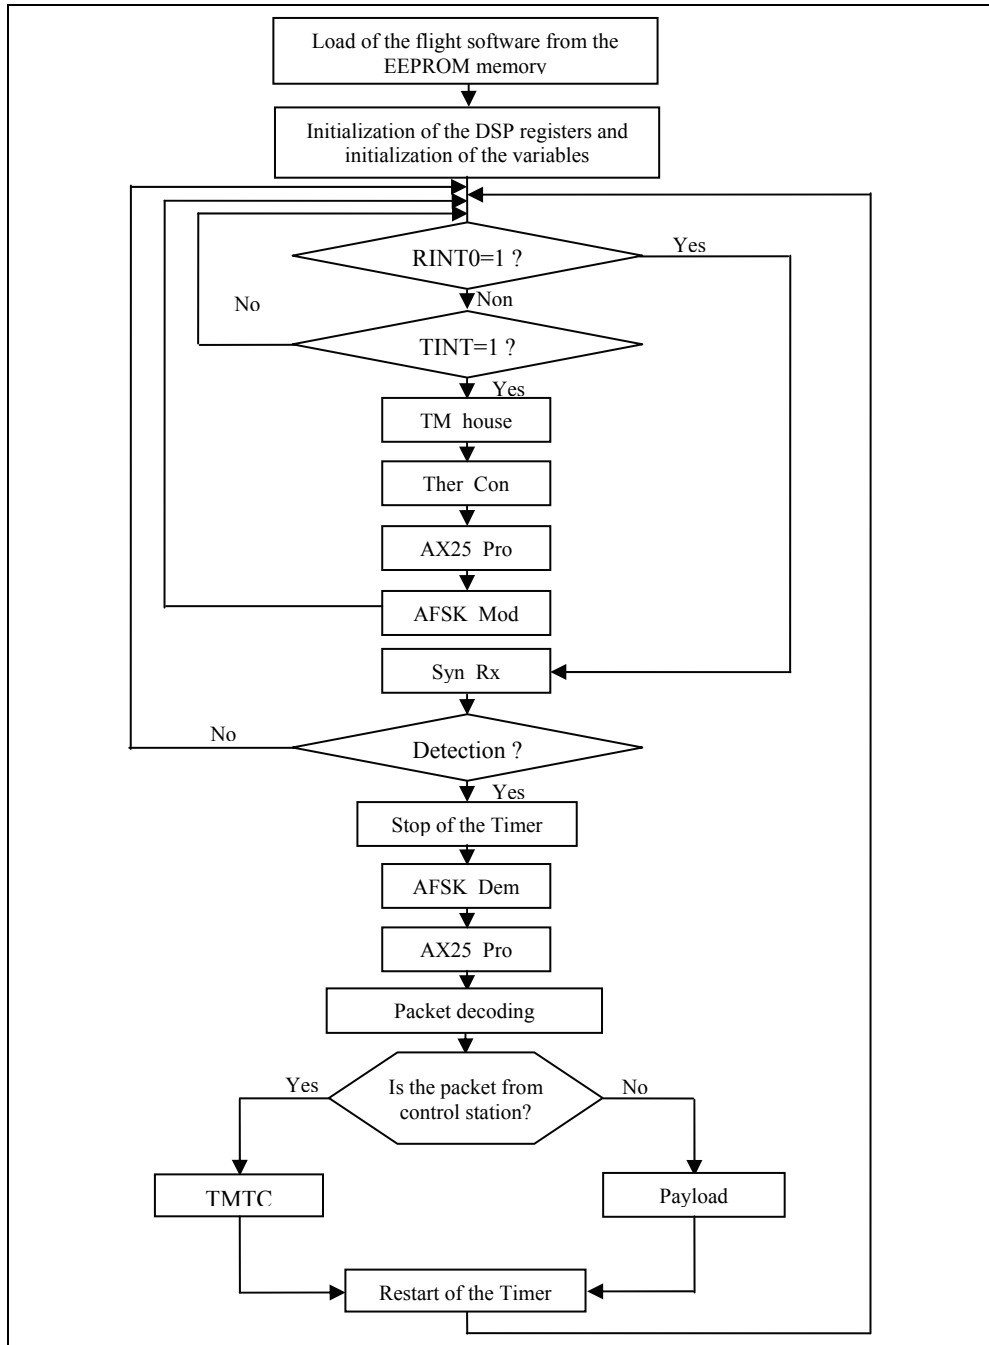 Load of the flight software from the
EEPROM memory
Initialization of the DSP registers and
initialization of the variables
RINT0=1 ?
Yes
Non
No
TINT=1 ?
Yes
TM house
Ther Con
AX25 Pro
AFSK Mod
Syn Rx
No
Detection ?
Yes
Stop of the Timer
AFSK Dem
AX25 Pro
Packet decoding
Yes
Is the packet from
control station?
No
TMTC
Payload
Restart of the Timer